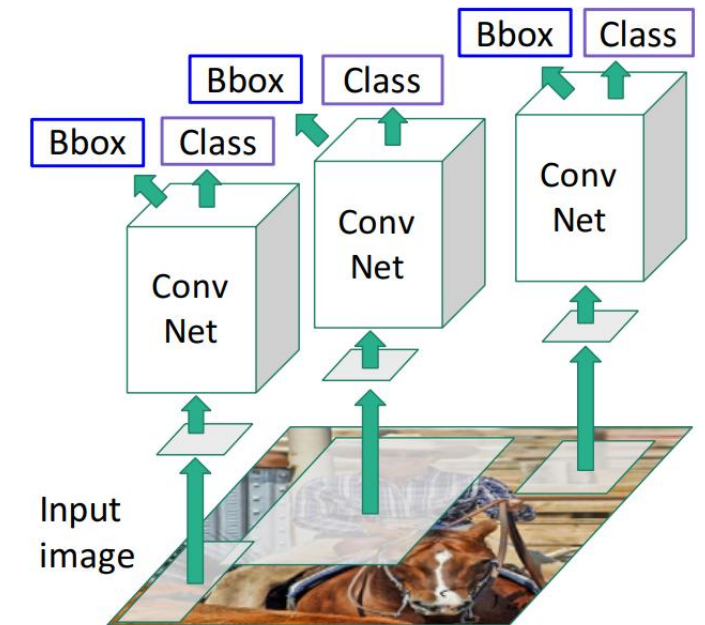 Bbox Class
Bbox Class
Bbox Class
Conv
Net
Conv
Net
Conv
Net
Input
image